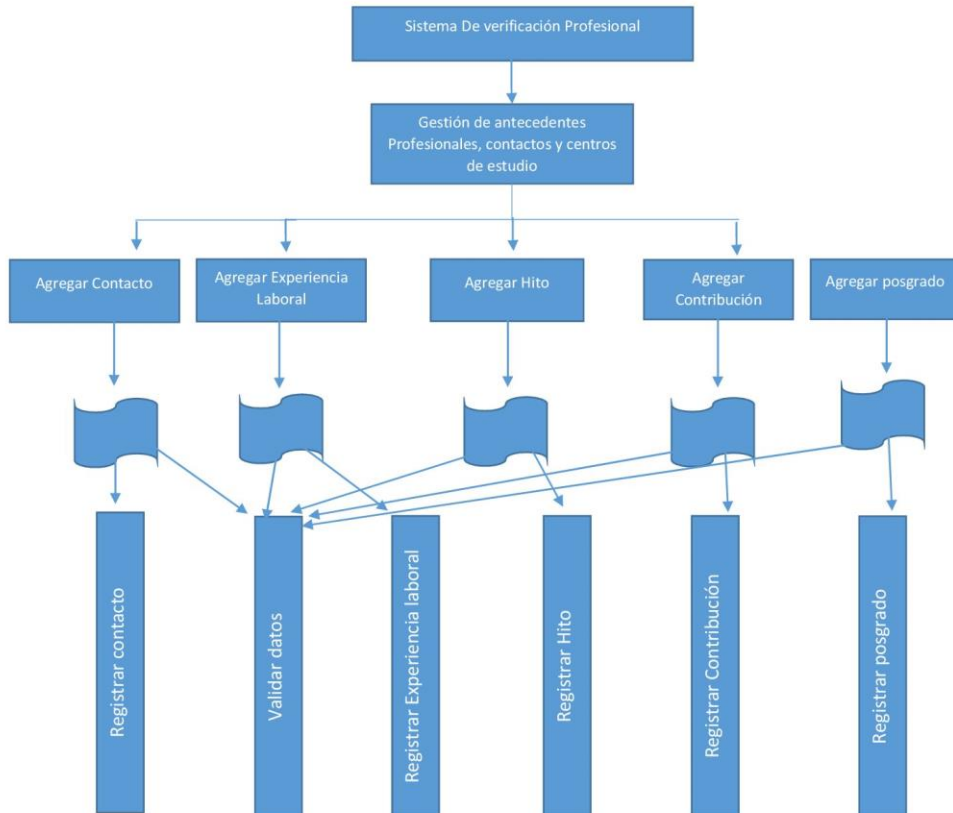 Sistema De verificación Profesional
Gestión de antecedentes
Profesionales, contactos y centros
de estudio
Agregar Contacto
Agregar Experiencia
Laboral
Agregar Hito
Agregar
Contribución
Agregar posgrado
Registrar contacto
Validar datos
Registrar Experiencia laboral
Registrar Hito
Registrar Contribución
Registrar posgrado